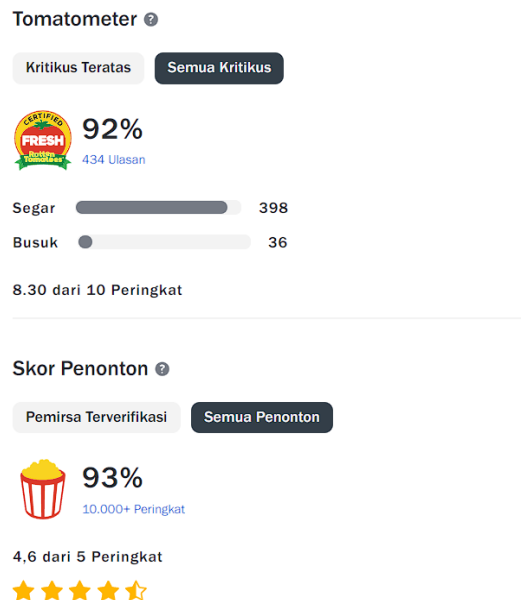 Tomatometer ?
Kritikus Teratas Semua Kritikus
CERTIFIED
FRESH
Rotten
Tomatoes
92%
434 Ulasan
Segar 398
Busuk 36
8.30 dari 10 Peringkat
Skor Penonton ?
Pemirsa Terverifikasi Semua Penonton
93%
10.000+ Peringkat
4,6 dari 5 Peringkat